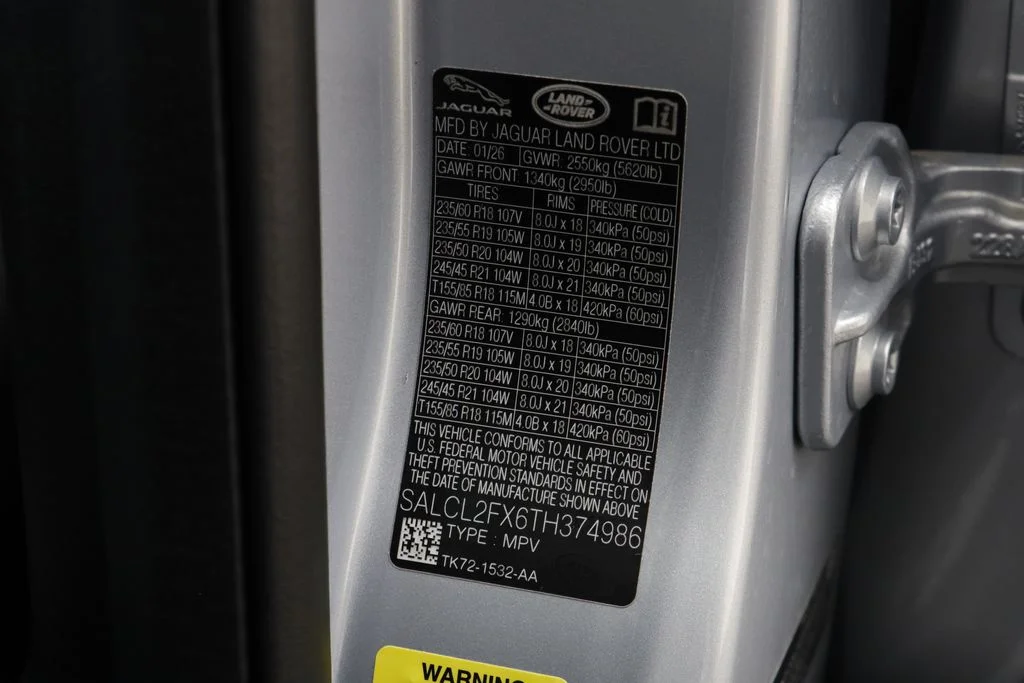 JAGUAR LAND-ROVER
MFD BY JAGUAR LAND ROVER LTD
DATE: 01/26 GVWR: 2550kg (5620lb)
GAWR FRONT: 1340kg (2950lb)
TIRES RIMS PRESSURE (COLD)
235/60 R18 107V 8.0J x 18 340kPa (50psi)
235/55 R19 105W 8.0J x 19 340kPa (50psi)
235/50 R20 104W 8.0J x 20 340kPa (50psi)
245/45 R21 104W 8.0J x 21 340kPa (50psi)
T155/85 R18 115M 4.0B x 18 420kPa (60psi)
GAWR REAR: 1290kg (2840lb)
235/60 R18 107V 8.0J x 18 340kPa (50psi)
235/55 R19 105W 8.0J x 19 340kPa (50psi)
235/50 R20 104W 8.0J x 20 340kPa (50psi)
245/45 R21 104W 8.0J x 21 340kPa (50psi)
T155/85 R18 115M 4.0B x 18 420kPa (60psi)
THIS VEHICLE CONFORMS TO ALL APPLICABLE
U.S. FEDERAL MOTOR VEHICLE SAFETY AND
THEFT PREVENTION STANDARDS IN EFFECT ON
THE DATE OF MANUFACTURE SHOWN ABOVE
SALCL2FX6TH374986
TYPE : MPV
TK72-1532-AA
WARNING